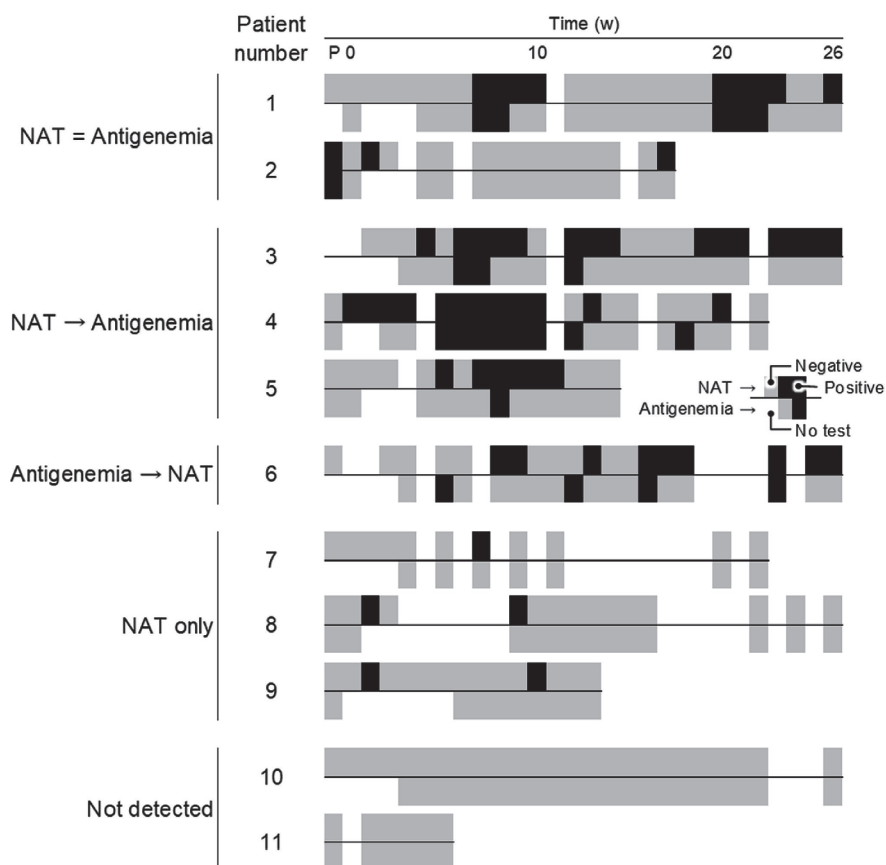 Patient number
Time (w)
P 0 10 20 26
NAT = Antigenemia
1
2
NAT → Antigenemia
3
4
5
Negative
NAT →
Positive
Antigenemia →
No test
Antigenemia → NAT
6
NAT only
7
8
9
Not detected
10
11